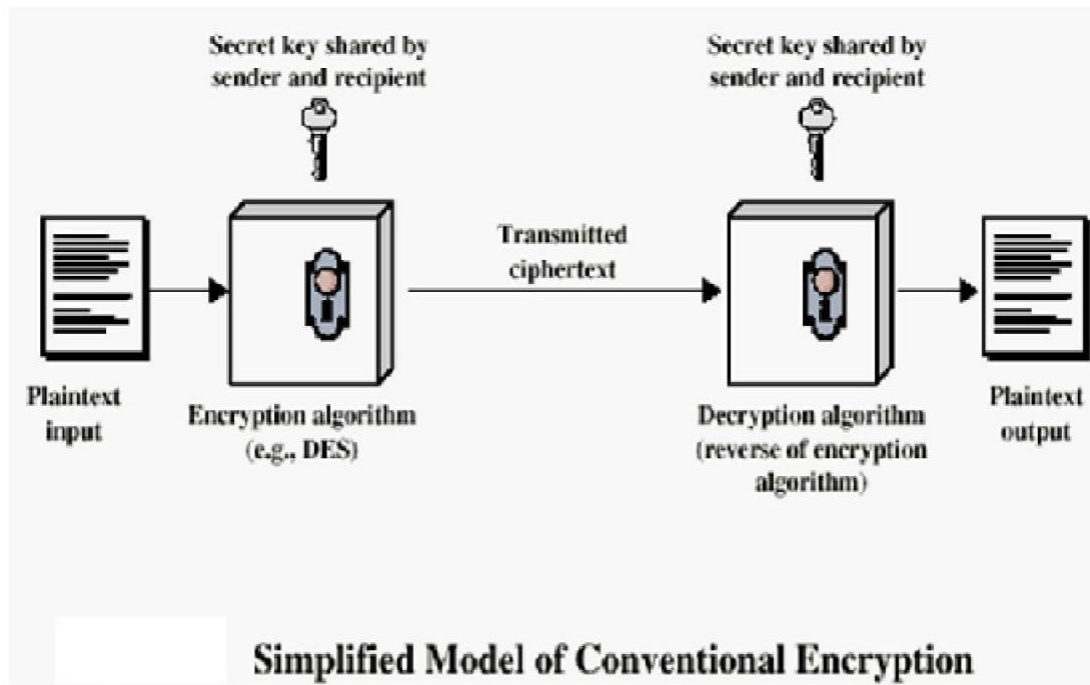 Secret key shared by
sender and recipient
Secret key shared by
sender and recipient
Transmitted
ciphertext
Plaintext
input
Encryption algorithm
(e.g., DES)
Decryption algorithm
(reverse of encryption
algorithm)
Plaintext
output
Simplified Model of Conventional Encryption